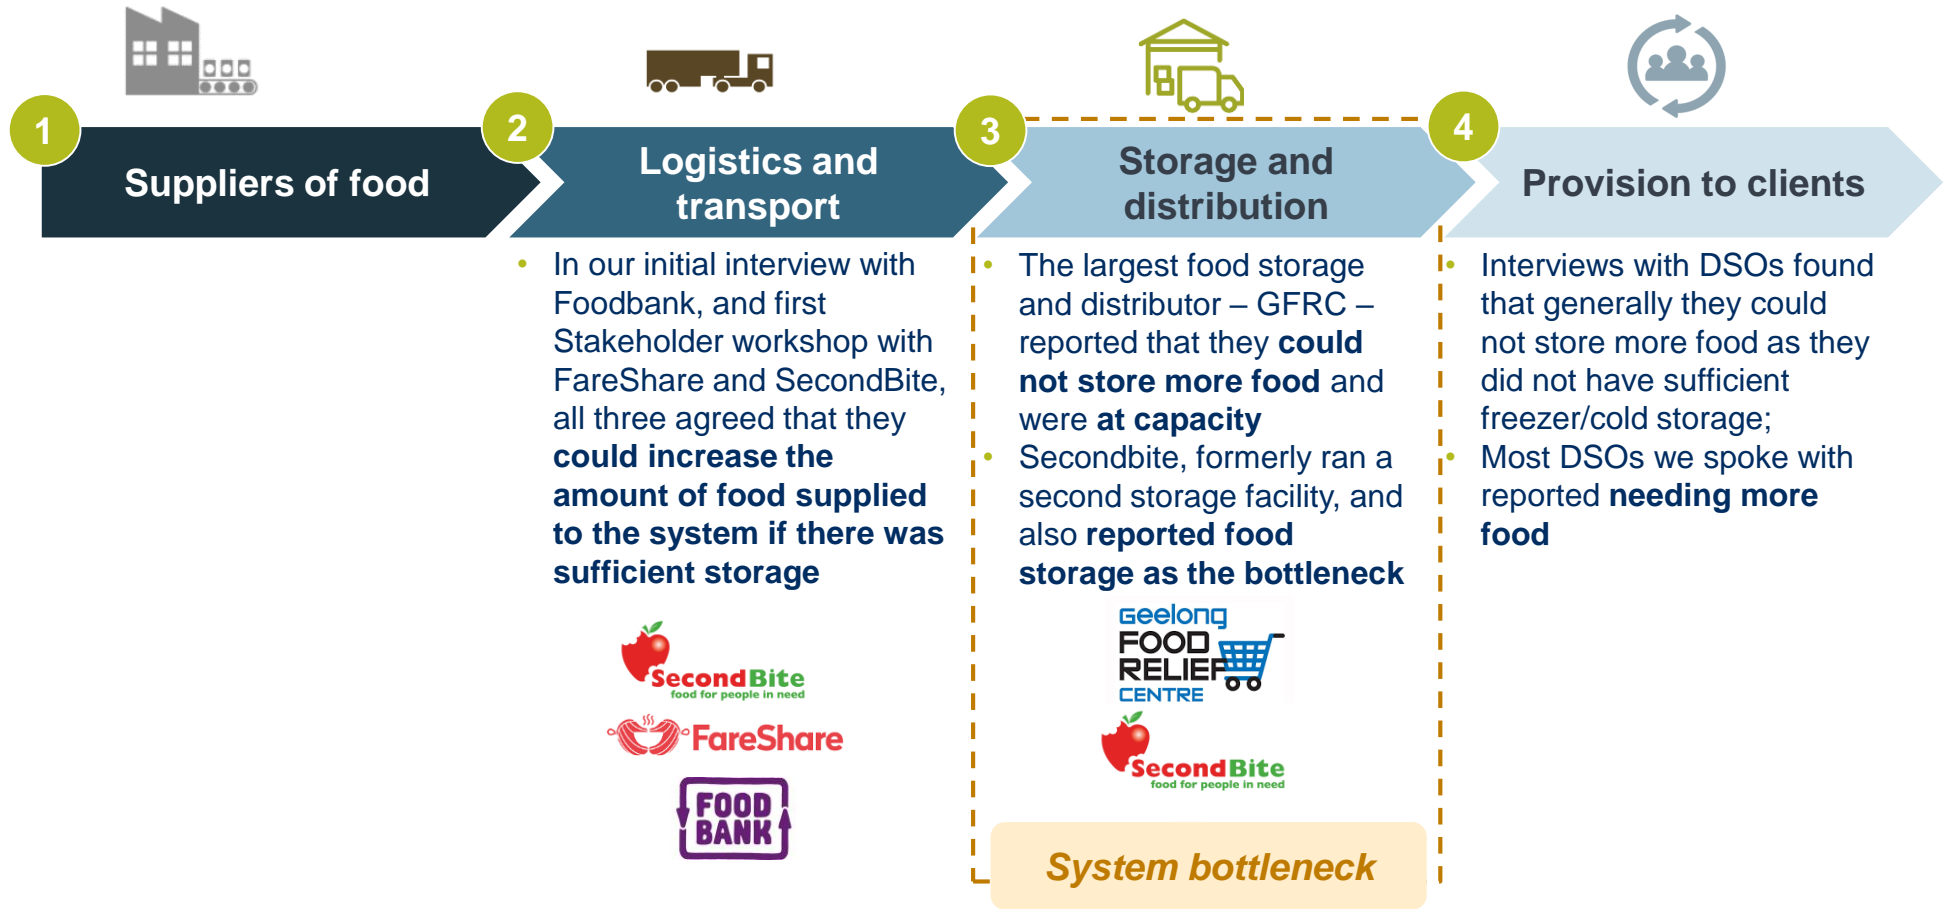 1
Suppliers of food
2
Logistics and
transport
• In our initial interview with
Foodbank, and first
Stakeholder workshop with
FareShare and SecondBite,
all three agreed that they
could increase the
amount of food supplied
to the system if there was
sufficient storage
SecondBite
food for people in need
FareShare
FOOD
BANK
3
Storage and
distribution
• The largest food storage
and distributor – GFRC –
reported that they could
not store more food and
were at capacity
• Secondbite, formerly ran a
second storage facility, and
also reported food
storage as the bottleneck
Geelong
FOOD
RELIEF
CENTRE
SecondBite
food for people in need
System bottleneck
4
Provision to clients
• Interviews with DSOs found
that generally they could
not store more food as they
did not have sufficient
freezer/cold storage;
• Most DSOs we spoke with
reported needing more
food